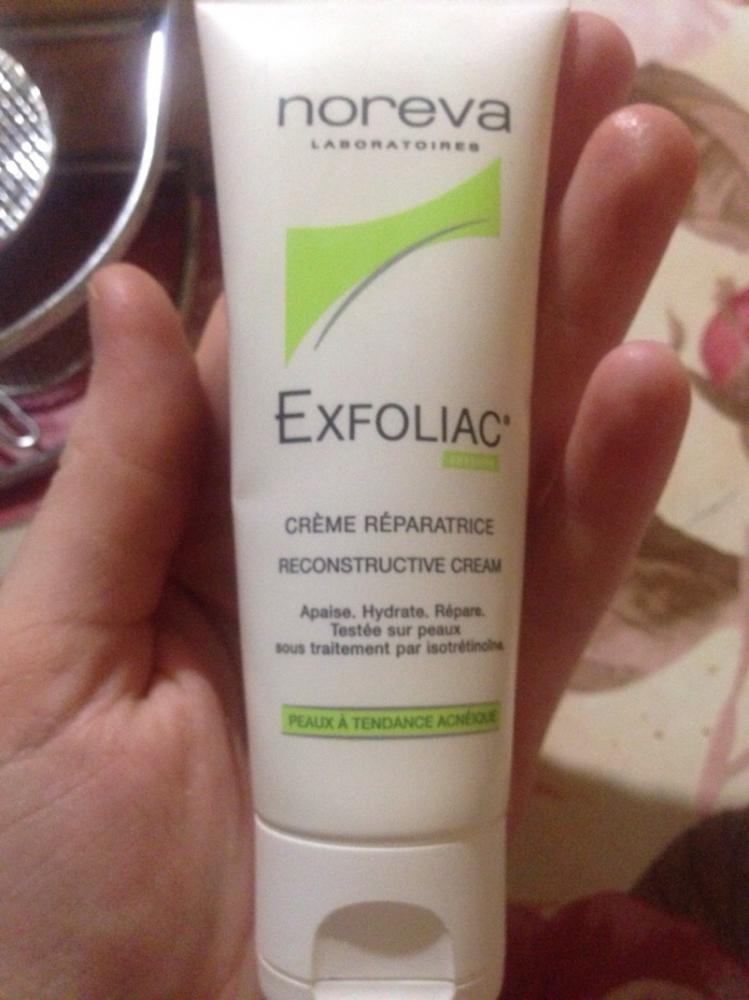 noreva
LABORATOIRES
EXFOLIAC®
CRÈME RÉPARATRICE
RECONSTRUCTIVE CREAM
Apaise. Hydrate. Répare.
Testée sur peaux
sous traitement par isotrétinoïne.
PEAUX À TENDANCE ACNÉIQUE